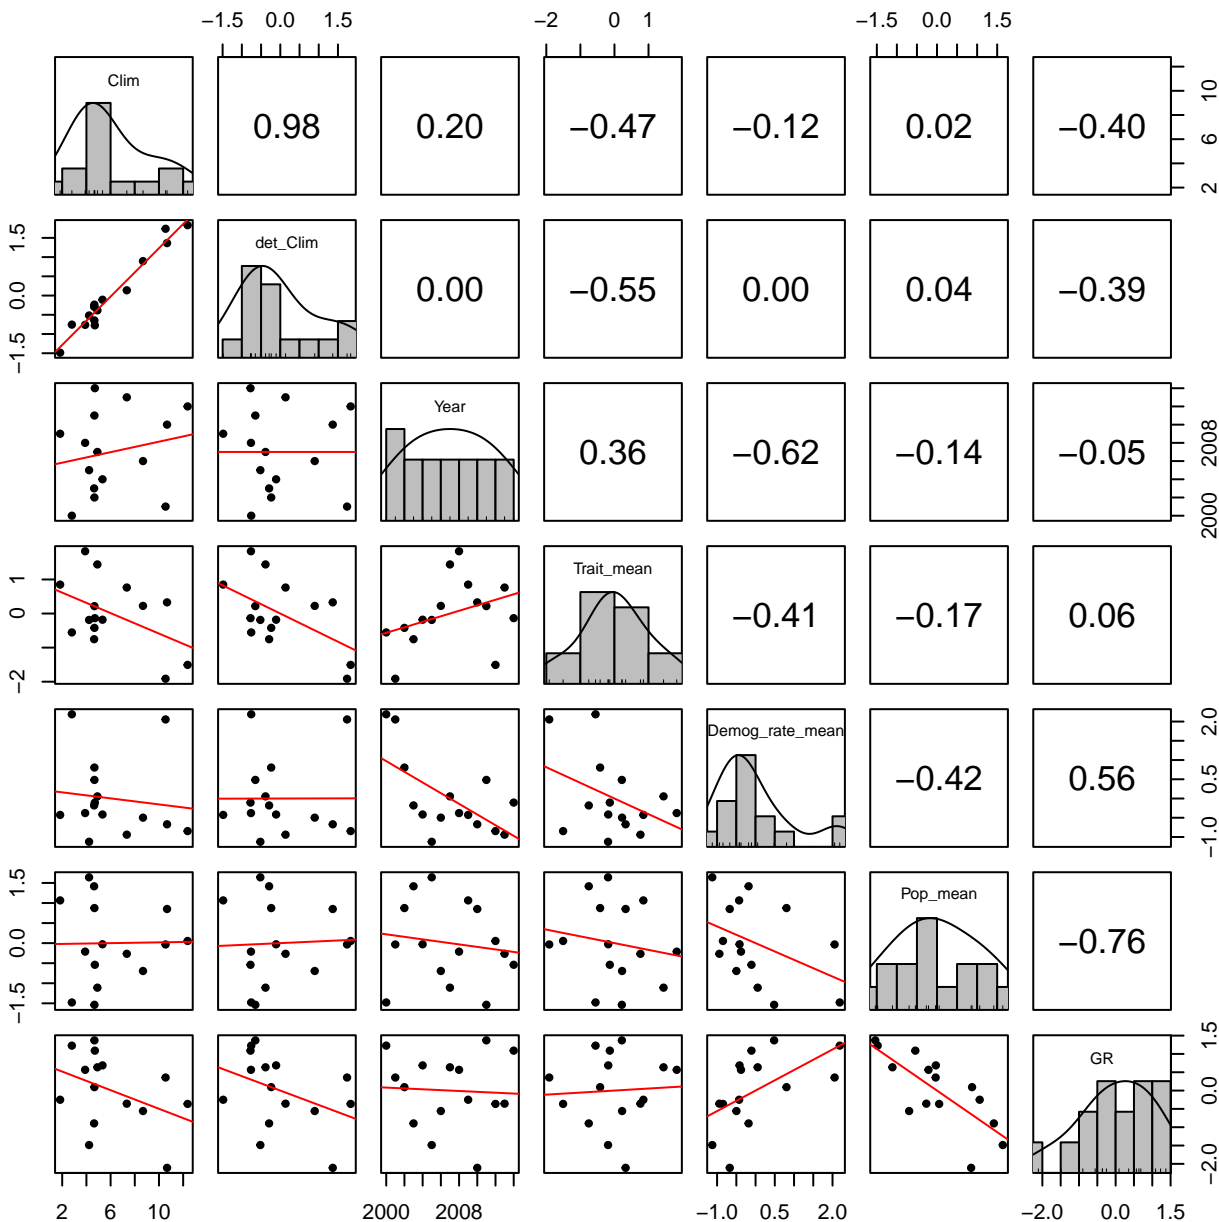 −1.5 0.0 1.5 −2 0 1 −1.5 0.0 1.5
Clim 0.98 0.20 −0.47 −0.12 0.02 −0.40 2 6 10
−1.5 0.0 1.5 det_Clim 0.00 −0.55 0.00 0.04 −0.39
Year 0.36 −0.62 −0.14 −0.05 2000 2008
−2 0 1 Trait_mean −0.41 −0.17 0.06
Demog_rate_mean −0.42 0.56 −1.0 0.5 2.0
−1.5 0.0 1.5 Pop_mean −0.76
GR −2.0 0.0 1.5
2 6 10 2000 2008 −1.0 0.5 2.0 −2.0 0.0 1.5